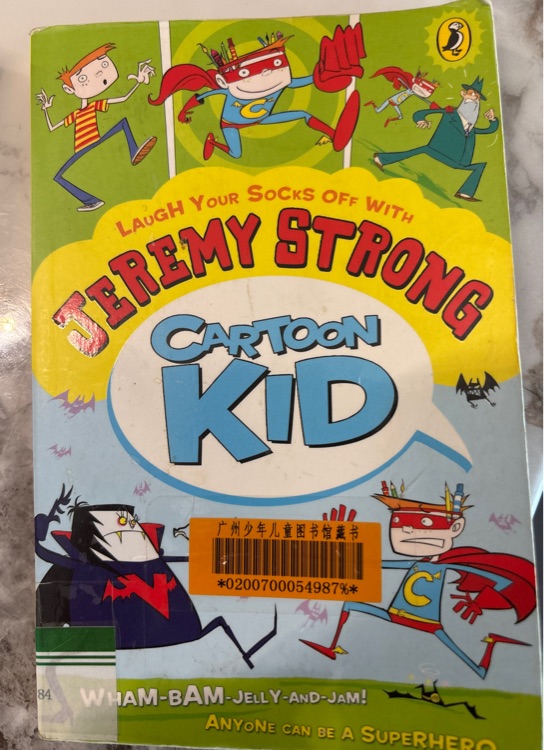 LAUGH YOUR SOCKS OFF WITH
JEREMY STRONG
CARTOON
KID
C
广州少年儿童图书馆藏书
*0200700054987%*
C
84
WHAM-BAM-JELLY-AND-JAM!
ANYONE CAN BE A SUPERHERO